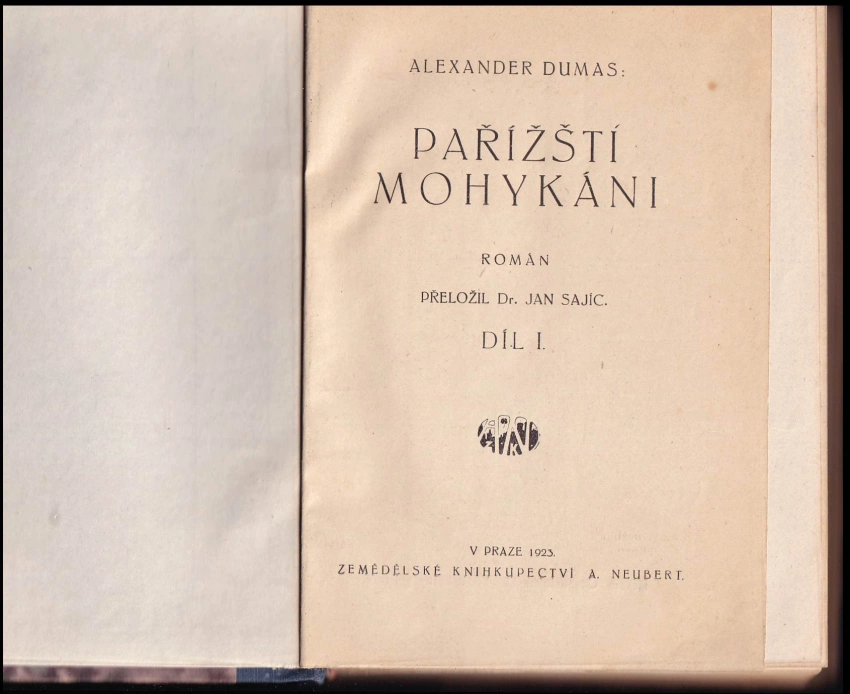 ALEXANDER DUMAS:
PAŘÍŽŠTÍ
MOHYKÁNI
ROMÁN
PŘELOŽIL Dr. JAN SAJÍC.
DÍL I.
V PRAZE 1923.
ZEMĚDĚLSKÉ KNIHKUPECTVÍ A. NEUBERT.